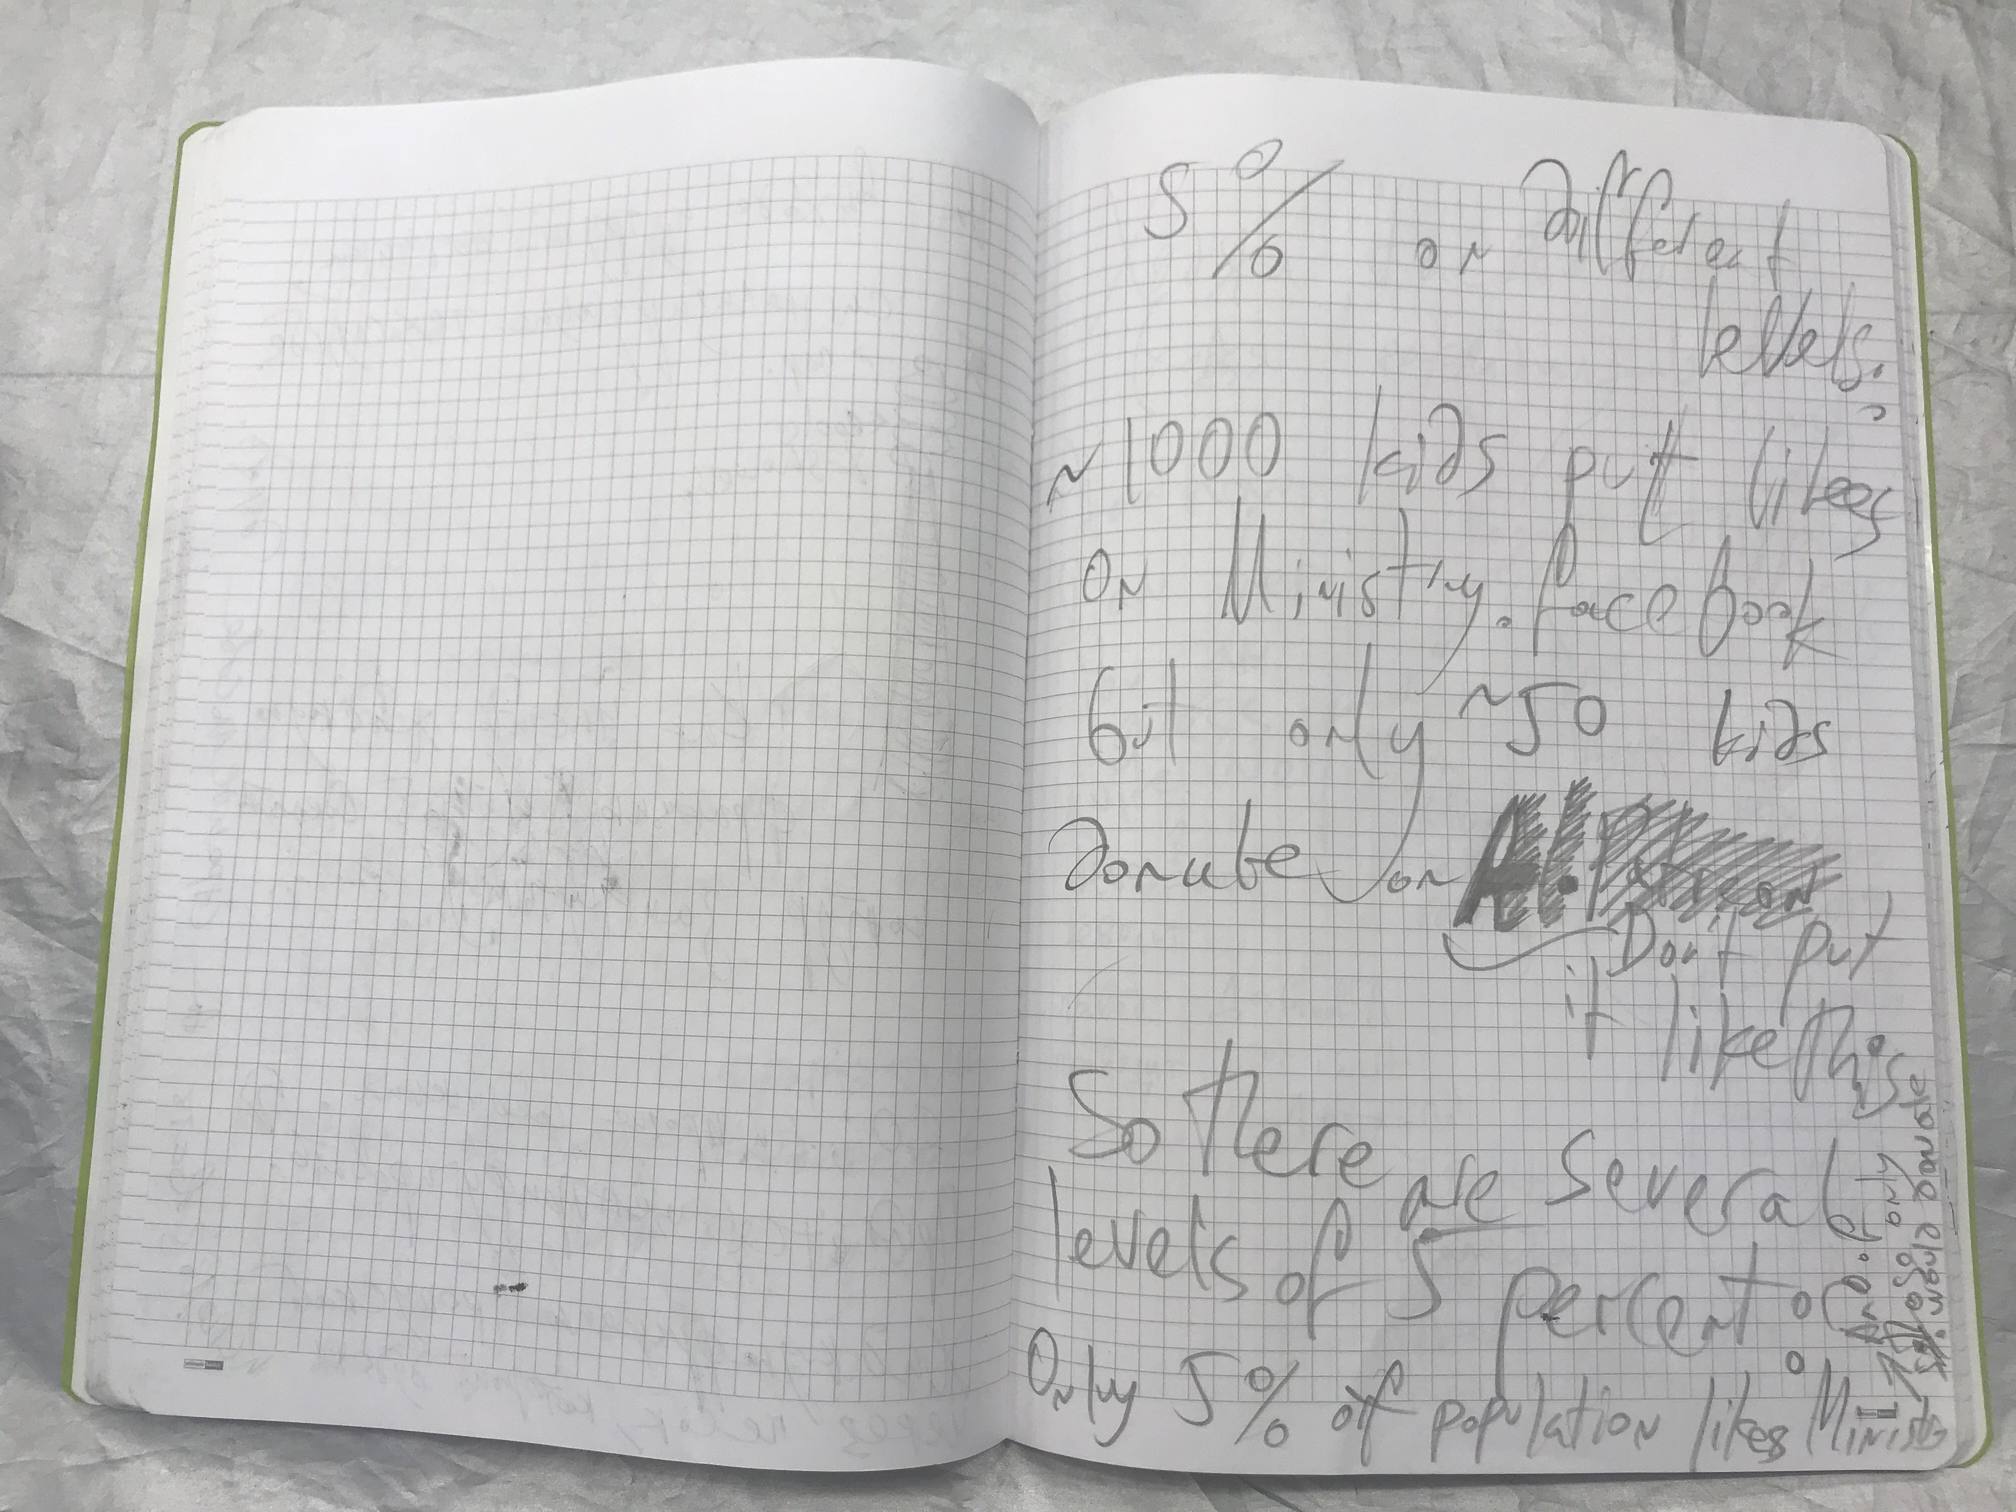 5% on different
levels:
~1000 kids put likes
on Ministry.facebook
but only ~50 kids
donate on AI.Patreon
Don't put
it like this
So there are several
levels of 5 percent
Only 5% of population likes Ministry
only
would donate